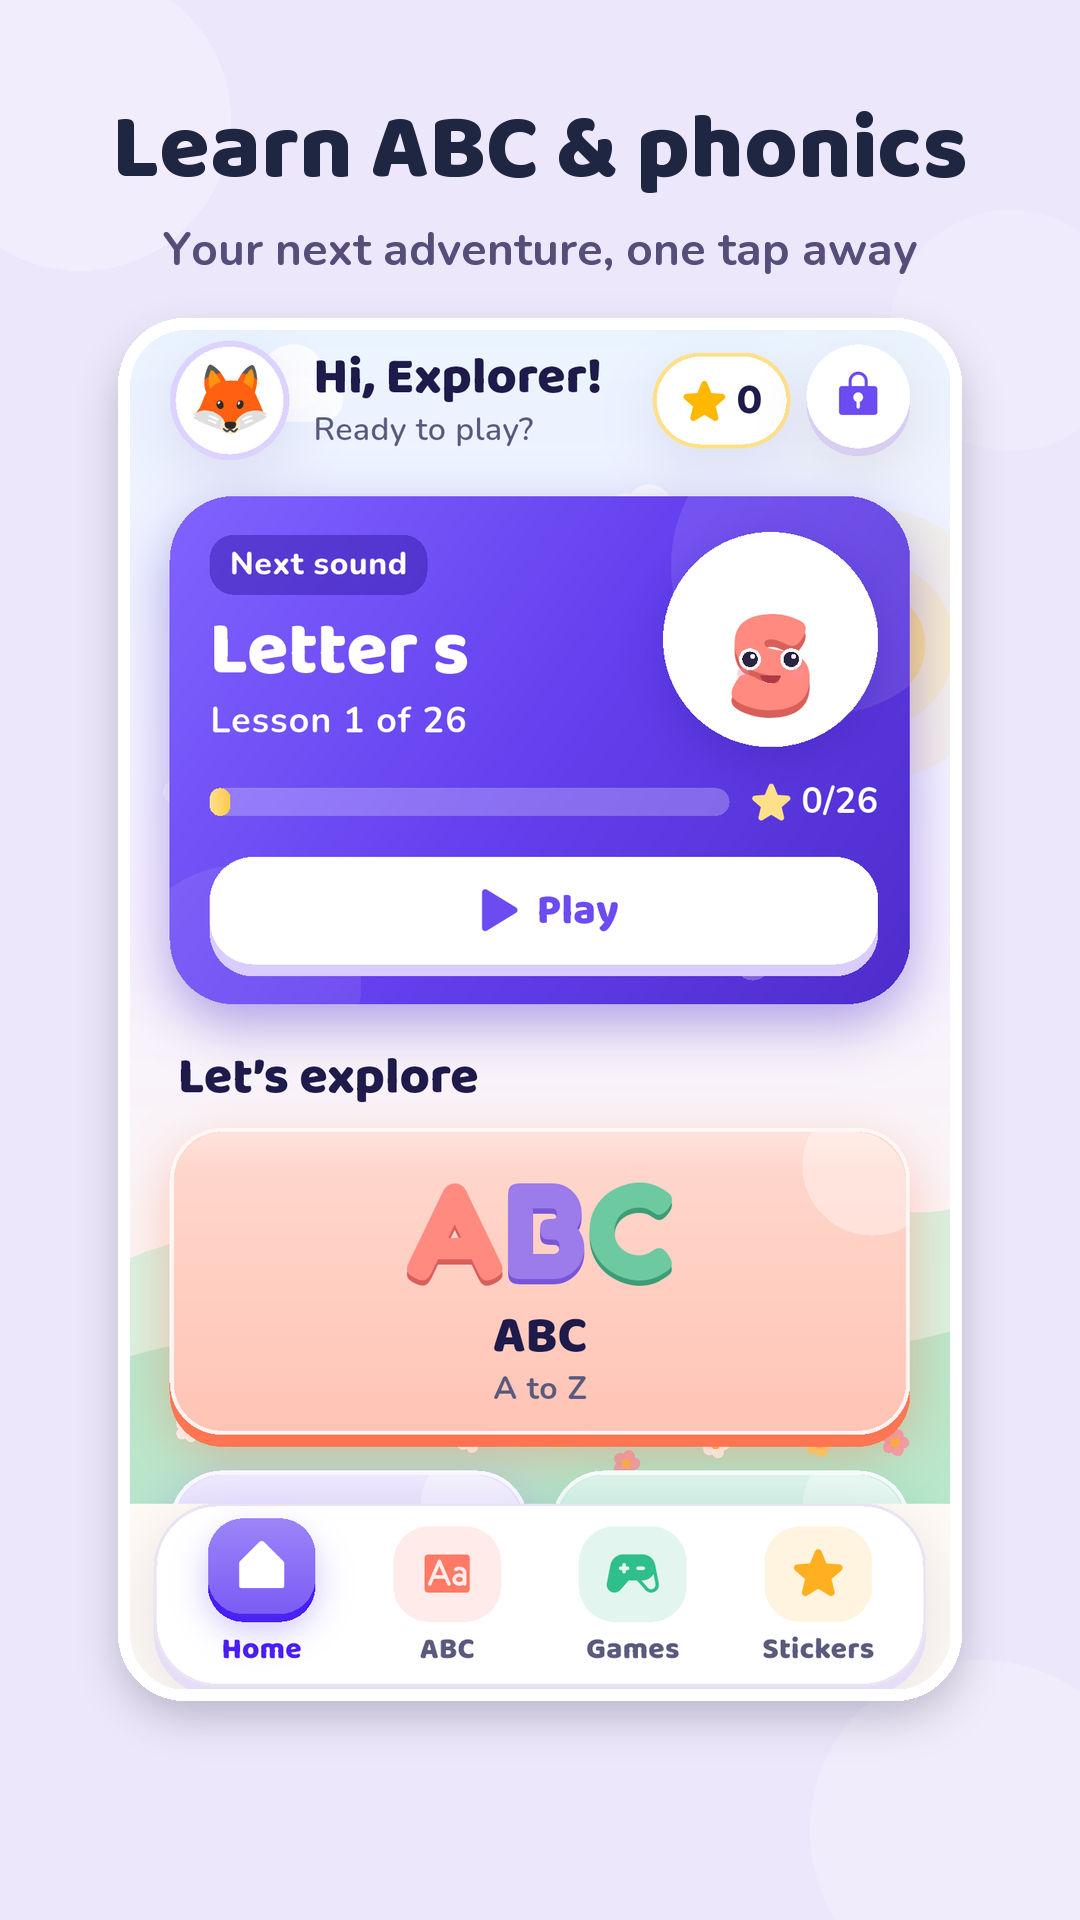 Learn ABC & phonics
Your next adventure, one tap away
Hi, Explorer!
Ready to play?
0
Next sound
Letter s
Lesson 1 of 26
S
0/26
Play
Let's explore
ABC
ABC
A to Z
Aa
Home
ABC
Games
Stickers